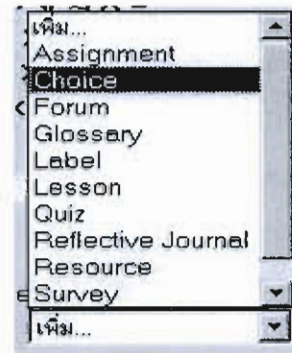 เพิ่ม...
Assignment
Choice
Forum
Glossary
Label
Lesson
Quiz
Reflective Journal
Resource
Survey
เพิ่ม...